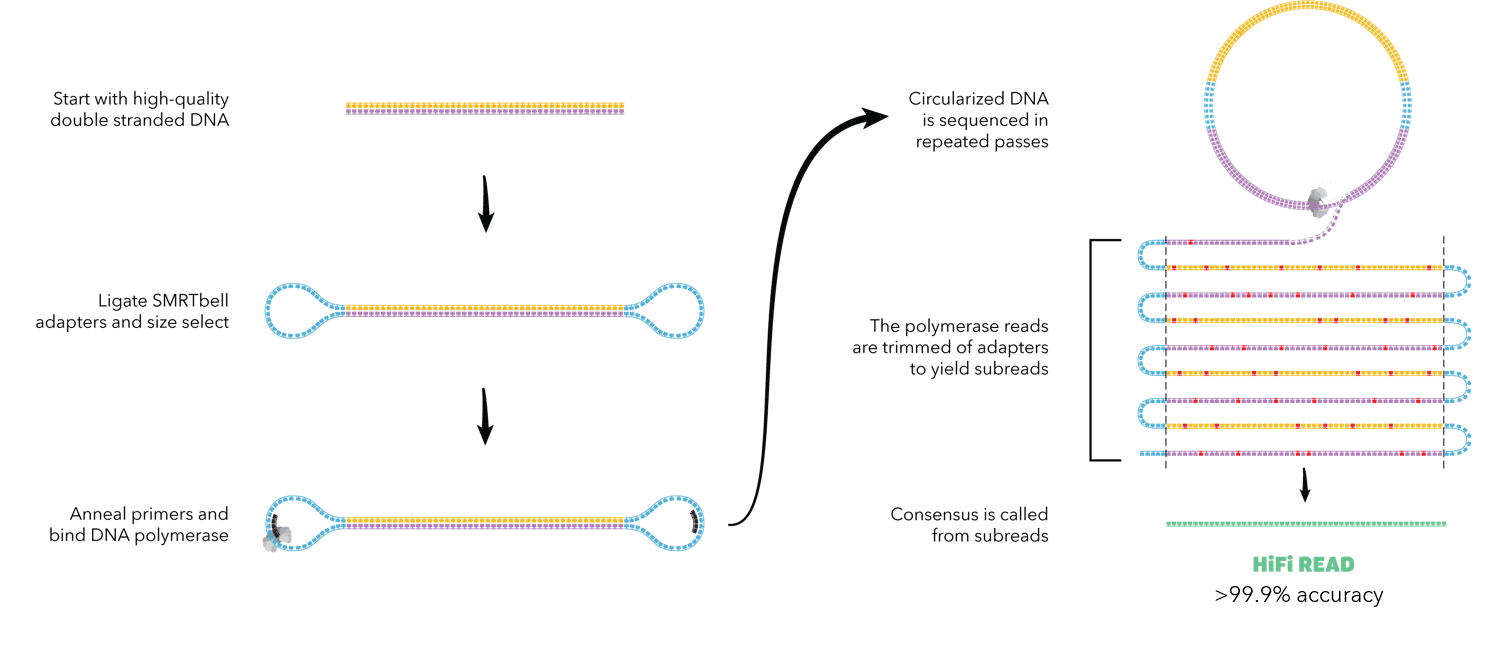 Start with high-quality
double stranded DNA
Ligate SMRTbell
adapters and size select
Anneal primers and
bind DNA polymerase
Circularized DNA
is sequenced in
repeated passes
The polymerase reads
are trimmed of adapters
to yield subreads
Consensus is called
from subreads
HiFi READ
>99.9% accuracy